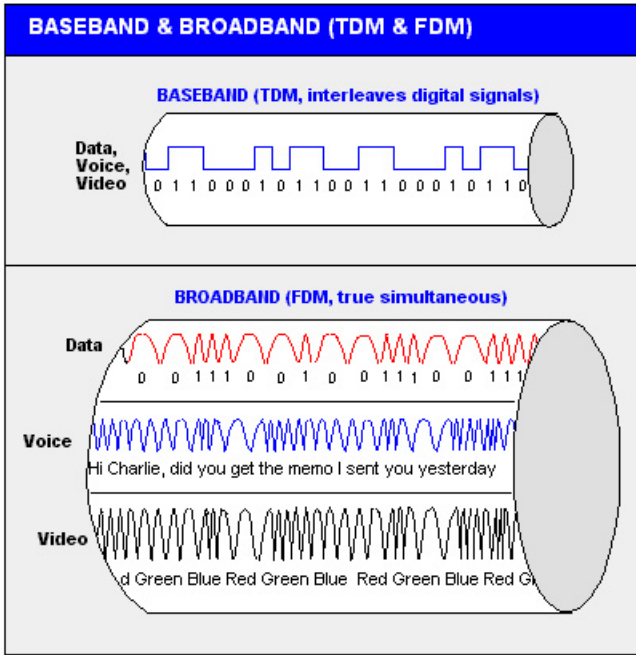 BASEBAND & BROADBAND (TDM & FDM)
BASEBAND (TDM, interleaves digital signals)
Data,
Voice,
Video
0 1 1 0 0 0 1 0 1 1 0 0 1 1 0 0 0 1 0 1 1 0
BROADBAND (FDM, true simultaneous)
Data
0 0 1 1 1 0 0 1 0 0 1 1 1 0 0 1 1 1
Voice
Hi Charlie, did you get the memo I sent you yesterday
Video
d Green Blue Red Green Blue Red Green Blue Red G